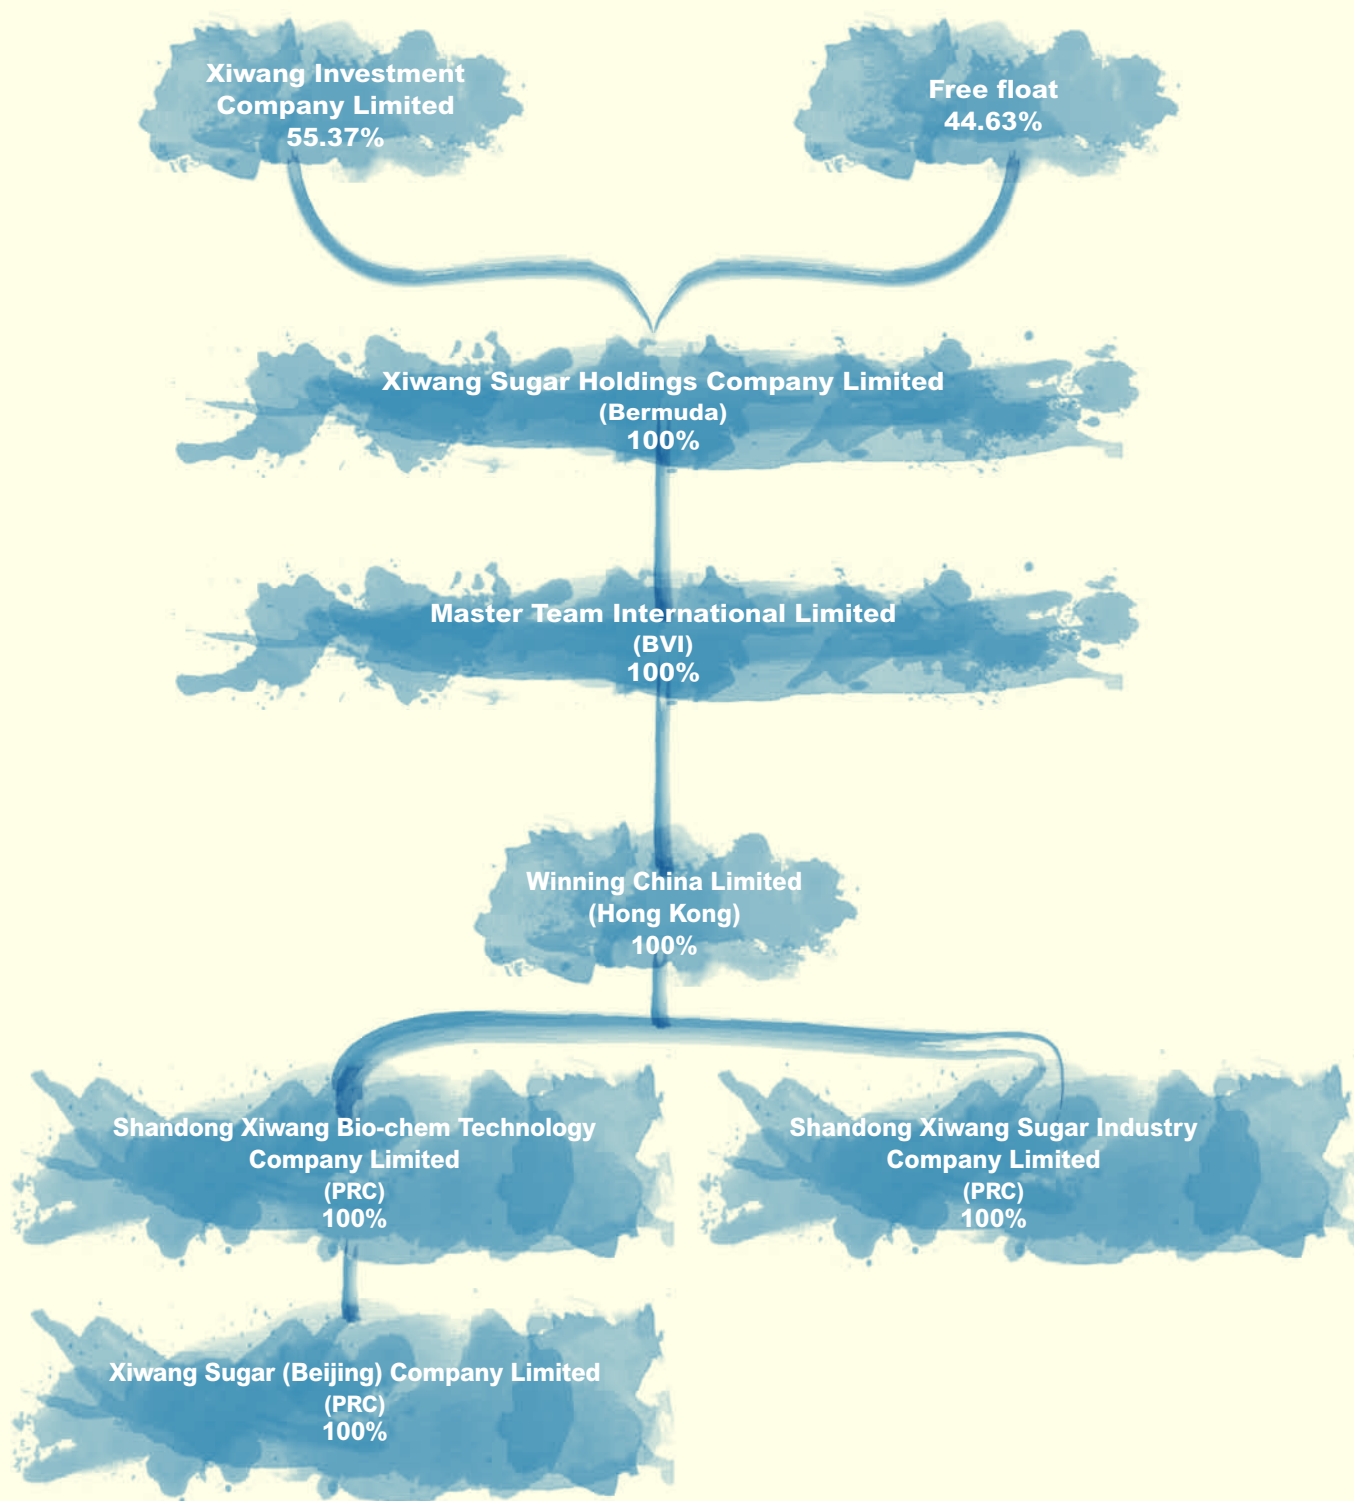 Xiwang Investment
Company Limited
55.37%
Free float
44.63%
Xiwang Sugar Holdings Company Limited
(Bermuda)
100%
Master Team International Limited
(BVI)
100%
Winning China Limited
(Hong Kong)
100%
Shandong Xiwang Bio-chem Technology
Company Limited
(PRC)
100%
Shandong Xiwang Sugar Industry
Company Limited
(PRC)
100%
Xiwang Sugar (Beijing) Company Limited
(PRC)
100%